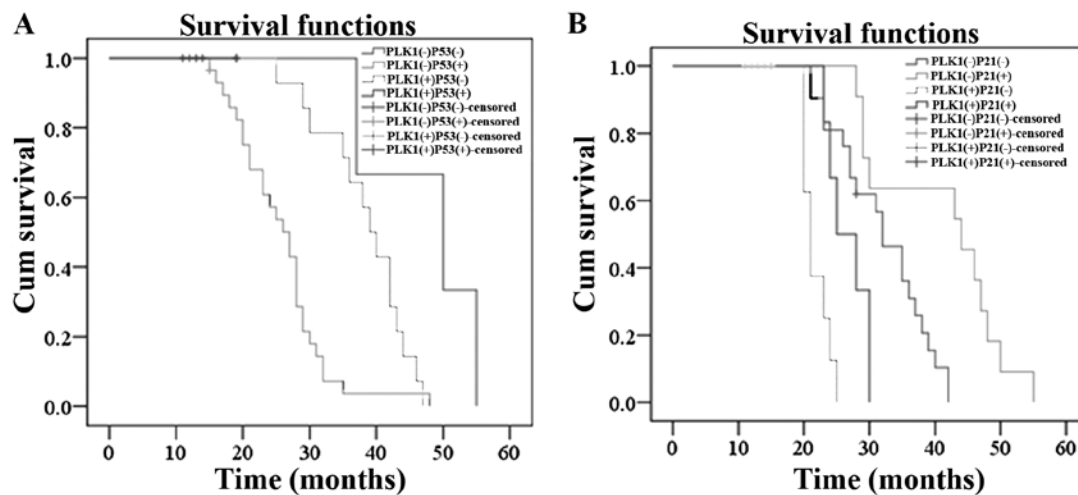 A
Survival functions
PLK1(-)P53(-)
PLK1(-)P53(+)
PLK1(+)P53(-)
PLK1(+)P53(+)
PLK1(-)P53(-)-censored
PLK1(-)P53(+)-censored
PLK1(+)P53(-)-censored
PLK1(+)P53(+)-censored
Cum survival
1.0
0.8
0.6
0.4
0.2
0.0
0 10 20 30 40 50 60
Time (months)
B
Survival functions
PLK1(-)P21(-)
PLK1(-)P21(+)
PLK1(+)P21(-)
PLK1(+)P21(+)
PLK1(-)P21(-)-censored
PLK1(-)P21(+)-censored
PLK1(+)P21(-)-censored
PLK1(+)P21(+)-censored
Cum survival
1.0
0.8
0.6
0.4
0.2
0.0
0 10 20 30 40 50 60
Time (months)